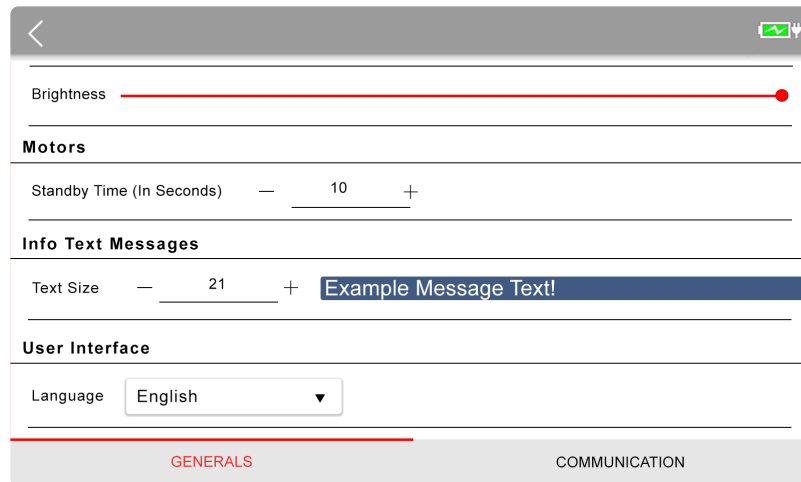 Brightness
Motors
Standby Time (In Seconds) — 10 +
Info Text Messages
Text Size — 21 + Example Message Text!
User Interface
Language English ▼
GENERALS COMMUNICATION